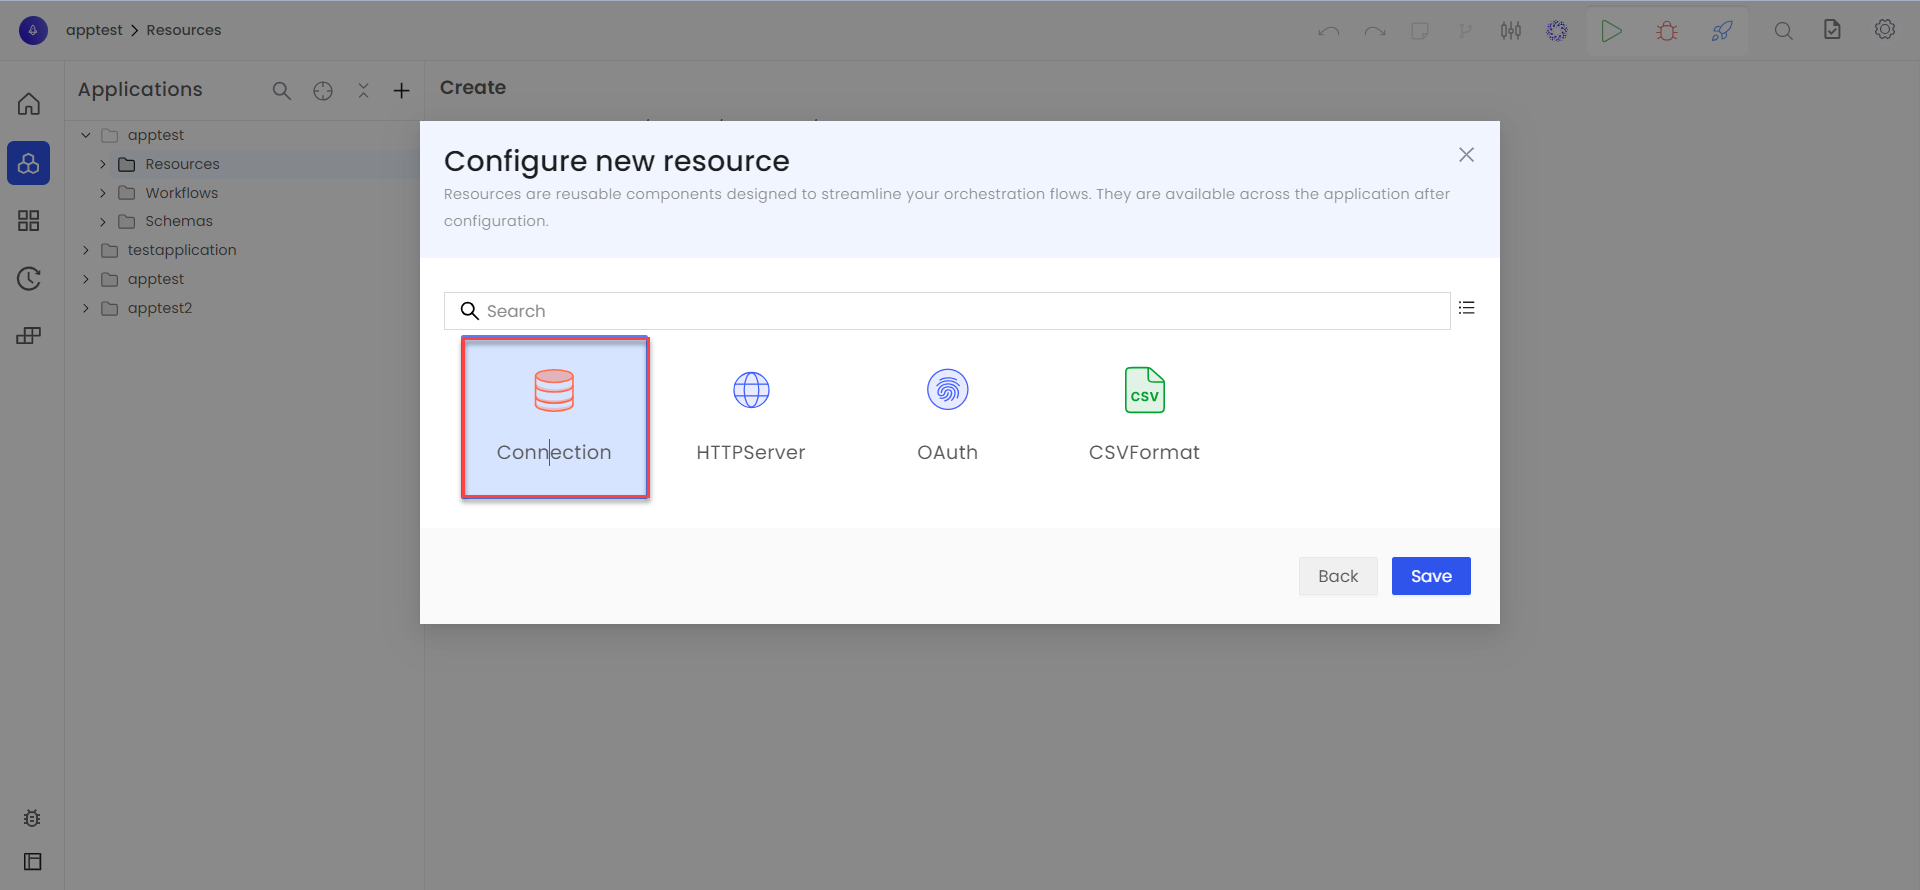 apptest > Resources
Applications
Create
apptest
Resources
Workflows
Schemas
testapplication
apptest
apptest2
Configure new resource
Resources are reusable components designed to streamline your orchestration flows. They are available across the application after
configuration.
Search
Connection
HTTPServer
OAuth
CSV
CSVFormat
Back
Save